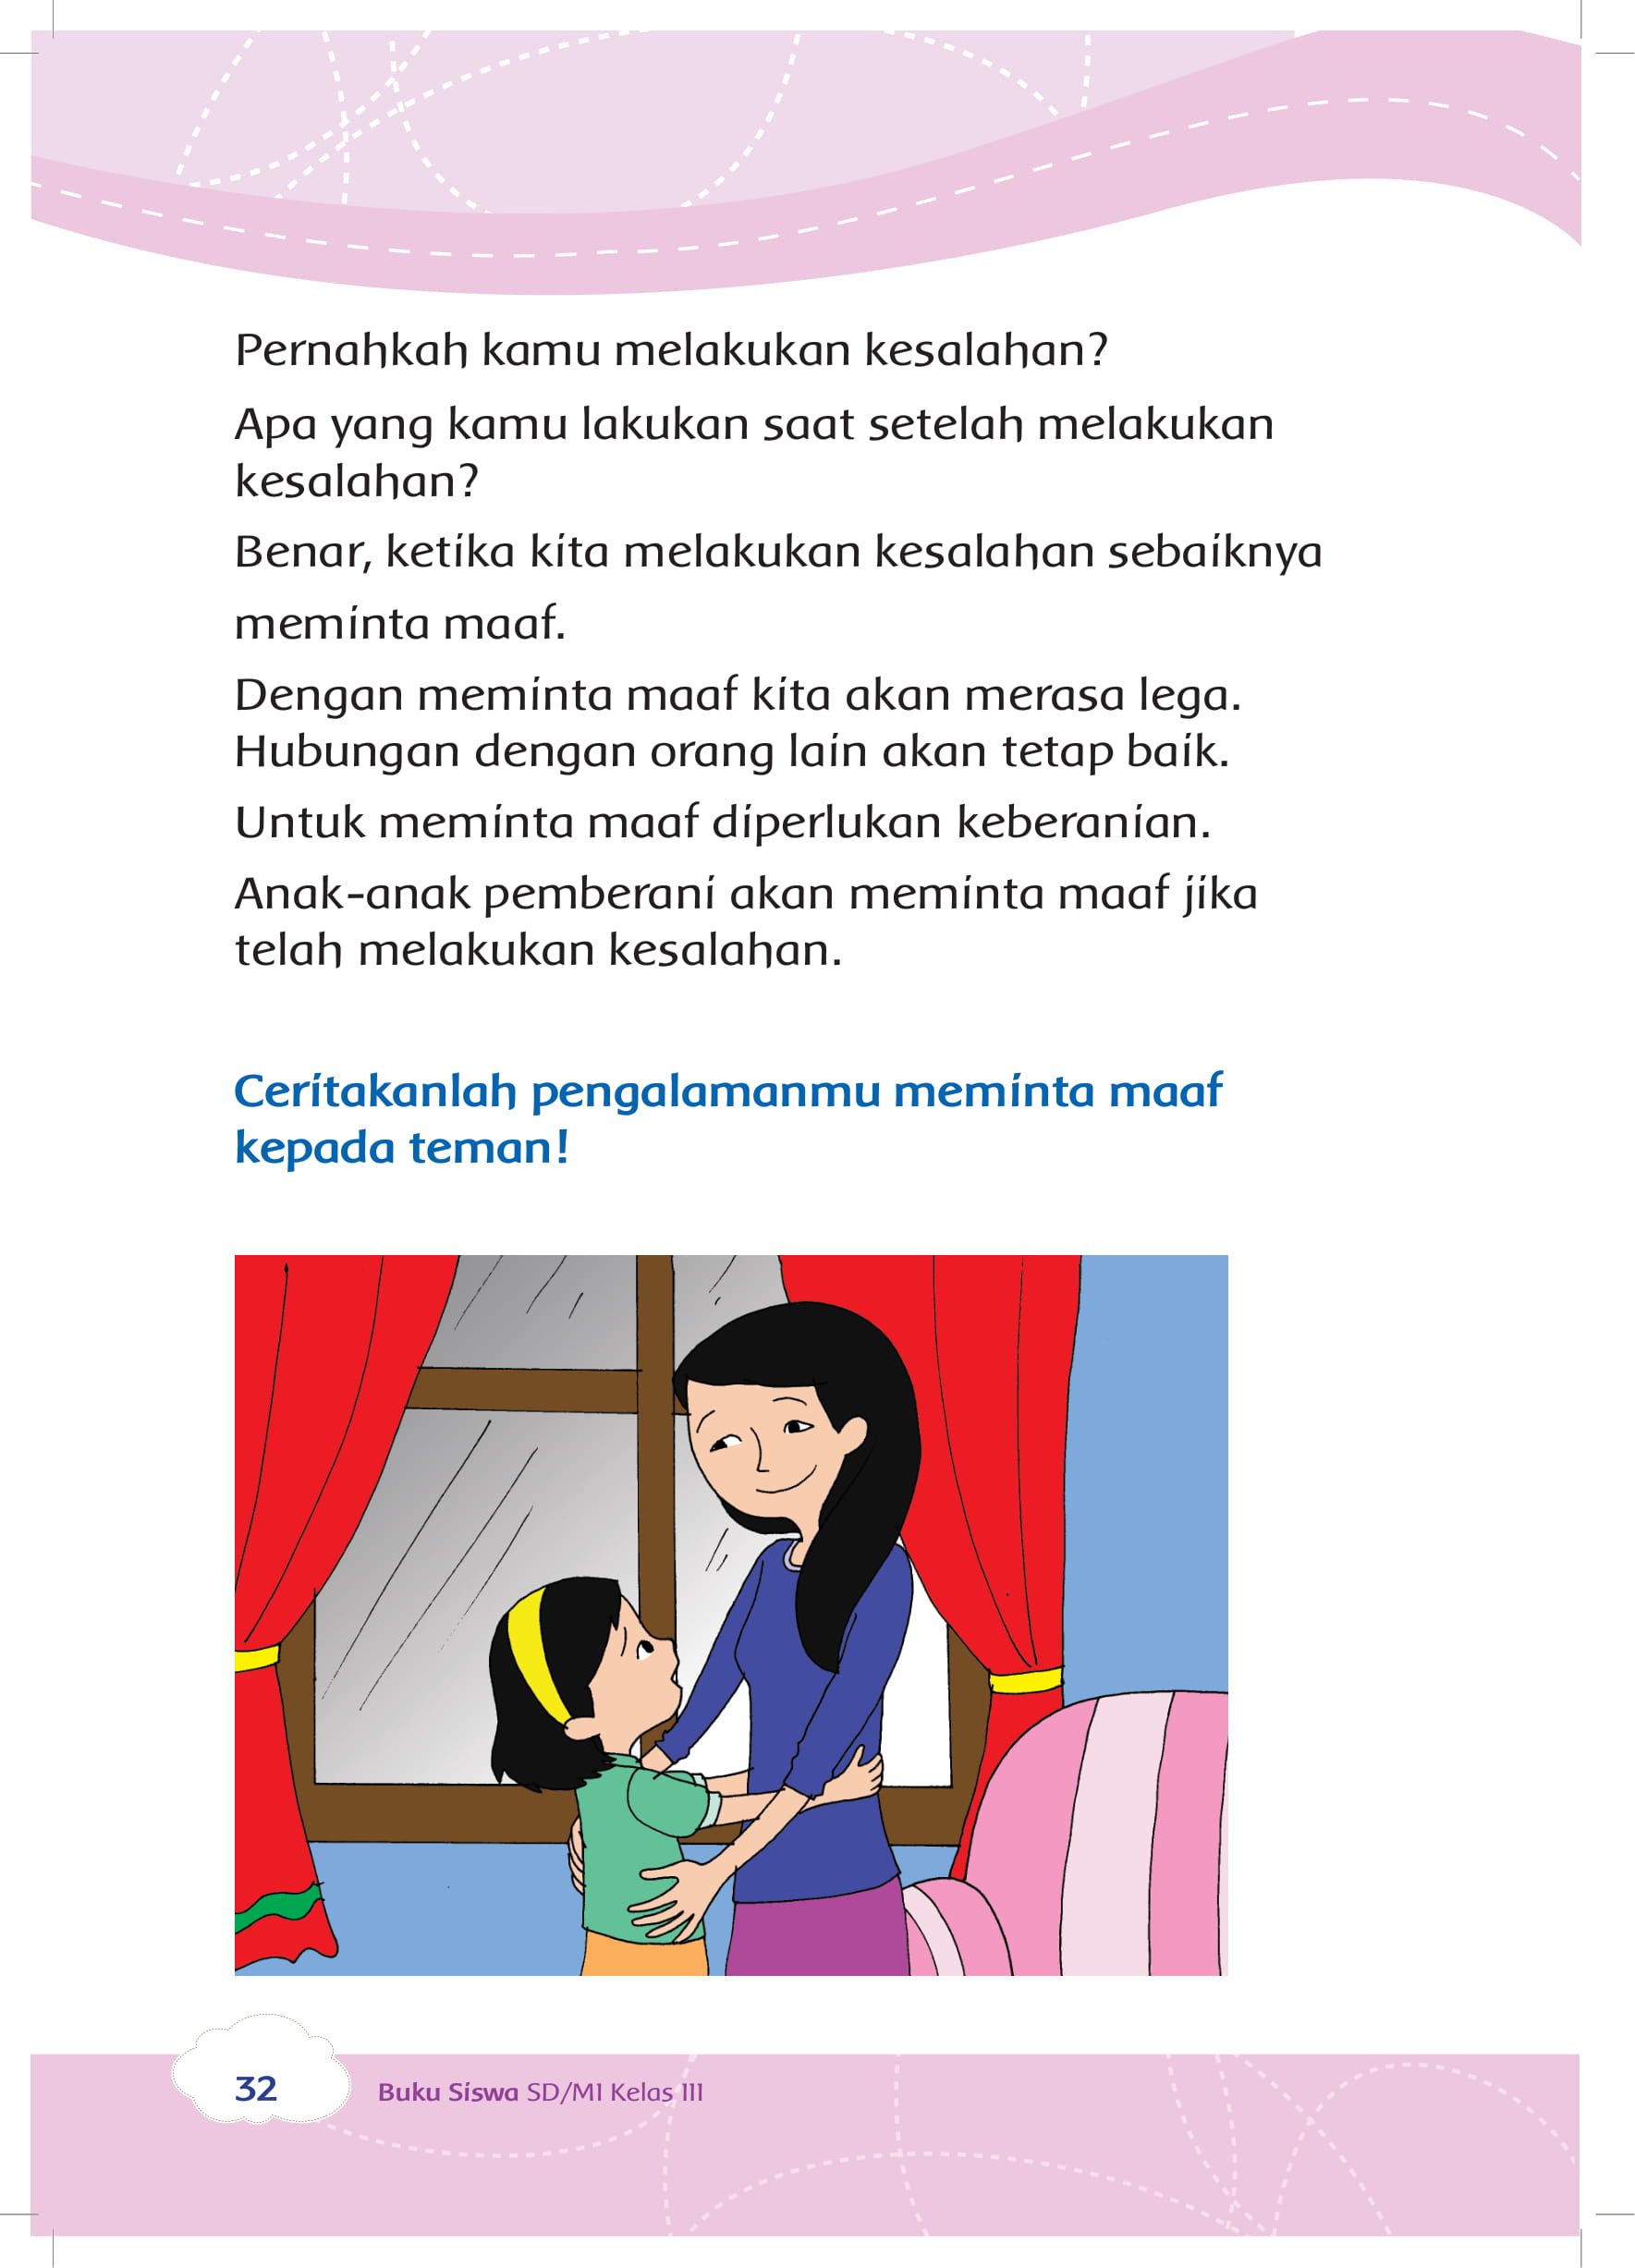 Pernahkah kamu melakukan kesalahan?
Apa yang kamu lakukan saat setelah melakukan
kesalahan?
Benar, ketika kita melakukan kesalahan sebaiknya
meminta maaf.
Dengan meminta maaf kita akan merasa lega.
Hubungan dengan orang lain akan tetap baik.
Untuk meminta maaf diperlukan keberanian.
Anak-anak pemberani akan meminta maaf jika
telah melakukan kesalahan.
Ceritakanlah pengalamanmu meminta maaf
kepada teman!
32 Buku Siswa SD/MI Kelas III